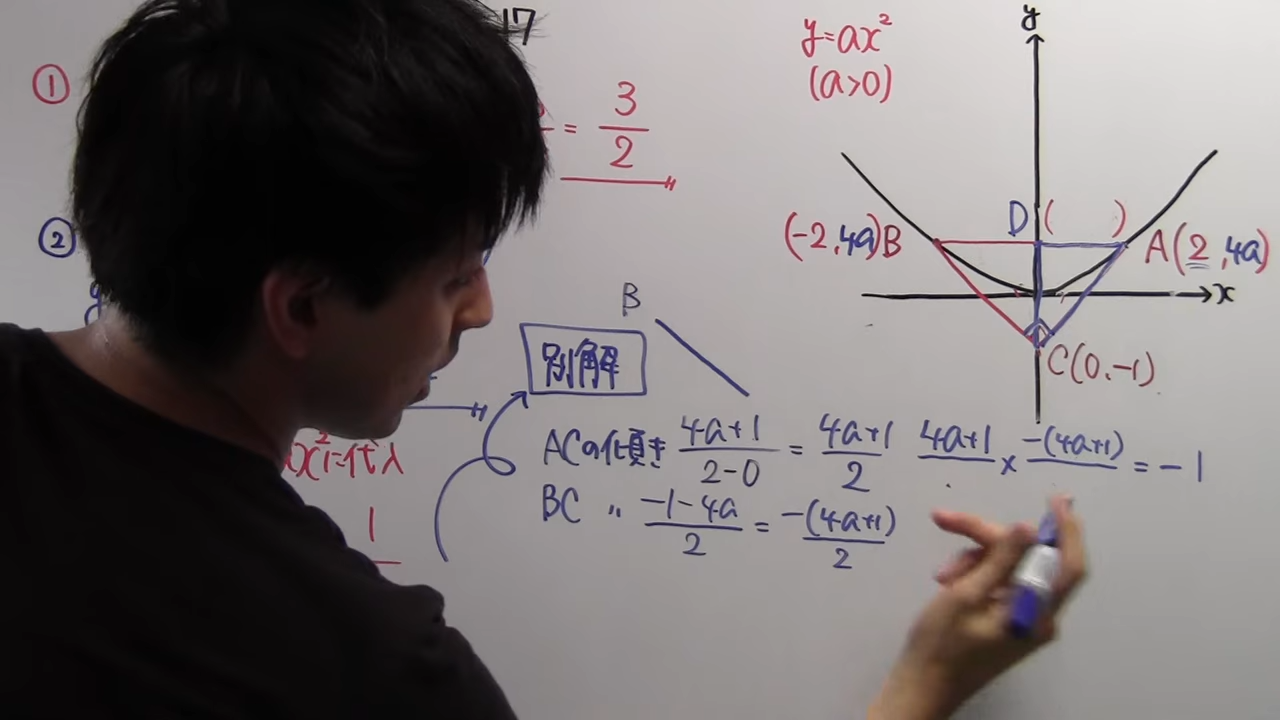 17
①
= 3/2
②
y=ax²
(a>0)
y
(-2,4a)B
D( )
A(2,4a)
x
C(0,-1)
B
別解
ACの傾き (4a+1)/(2-0) = (4a+1)/2
4a+1 × -(4a+1) = -1
BC 〃 (-1-4a)/2 = -(4a+1)/2
x²に代入
1